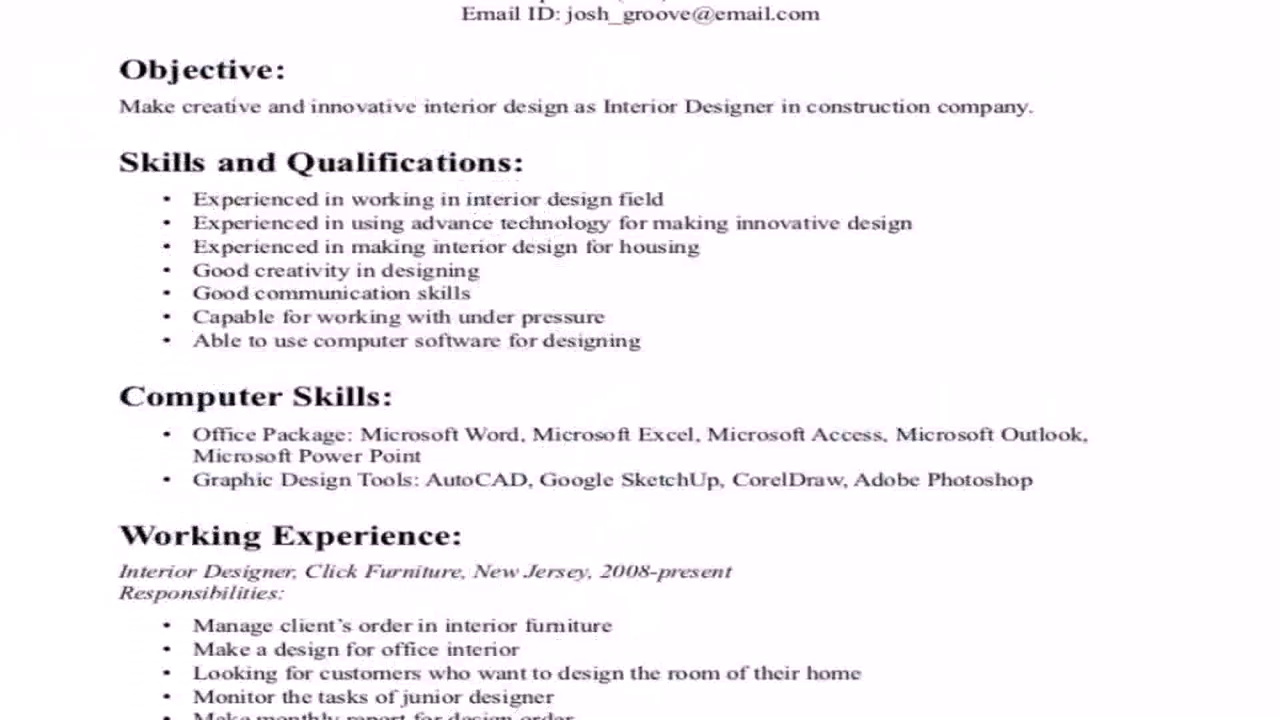 Email ID: josh_groove@email.com
Objective:
Make creative and innovative interior design as Interior Designer in construction company.
Skills and Qualifications:
• Experienced in working in interior design field
• Experienced in using advance technology for making innovative design
• Experienced in making interior design for housing
• Good creativity in designing
• Good communication skills
• Capable for working with under pressure
• Able to use computer software for designing
Computer Skills:
• Office Package: Microsoft Word, Microsoft Excel, Microsoft Access, Microsoft Outlook,
Microsoft Power Point
• Graphic Design Tools: AutoCAD, Google SketchUp, CorelDraw, Adobe Photoshop
Working Experience:
Interior Designer, Click Furniture, New Jersey, 2008-present
Responsibilities:
• Manage client's order in interior furniture
• Make a design for office interior
• Looking for customers who want to design the room of their home
• Monitor the tasks of junior designer
• Make monthly report for design order